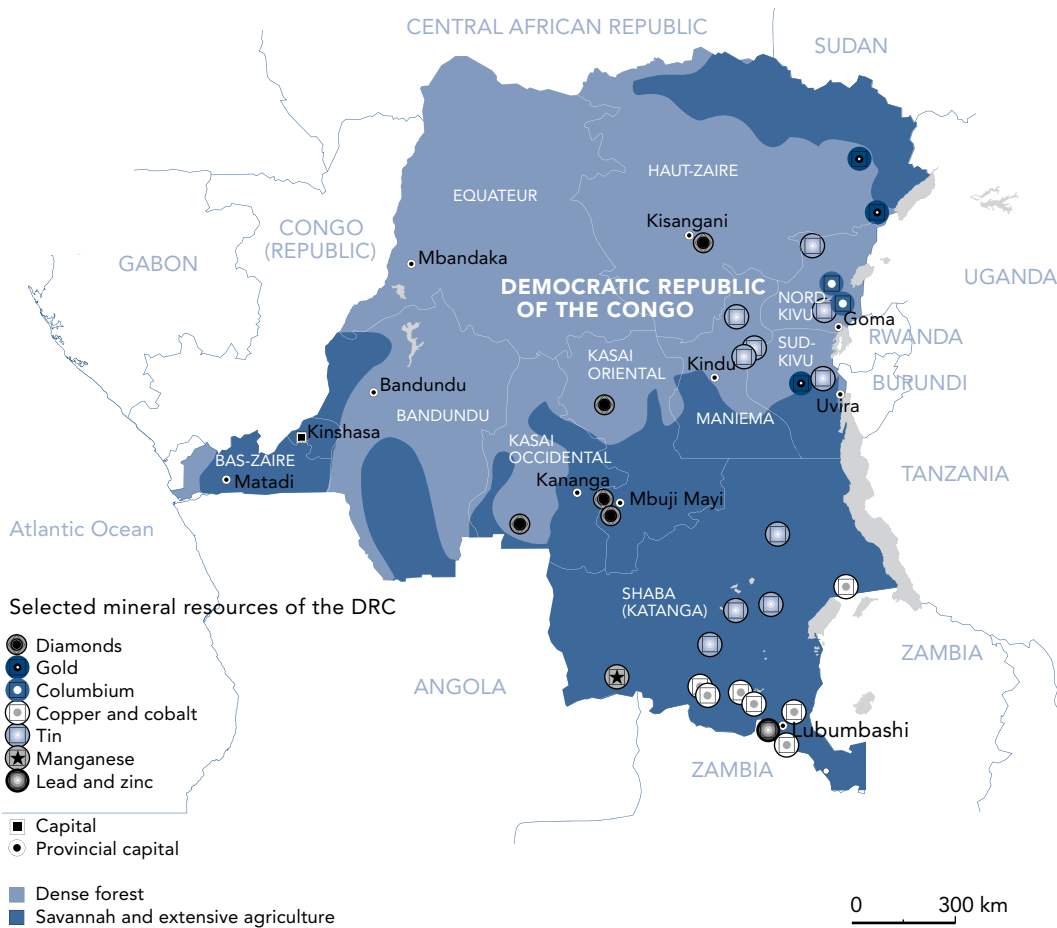 CENTRAL AFRICAN REPUBLIC
SUDAN
HAUT-ZAIRE
EQUATEUR
CONGO
(REPUBLIC)
Kisangani
GABON
Mbandaka
UGANDA
DEMOCRATIC REPUBLIC
OF THE CONGO
NORD-
KIVU
Goma
RWANDA
SUD-
KIVU
KASAI
ORIENTAL
Kindu
Bandundu
BURUNDI
BANDUNDU
Uvira
MANIEMA
Kinshasa
KASAI
OCCIDENTAL
BAS-ZAIRE
Matadi
Kananga
Mbuji Mayi
TANZANIA
Atlantic Ocean
SHABA
(KATANGA)
ZAMBIA
ANGOLA
Lubumbashi
ZAMBIA
Selected mineral resources of the DRC
Diamonds
Gold
Columbium
Copper and cobalt
Tin
Manganese
Lead and zinc
Capital
Provincial capital
Dense forest
Savannah and extensive agriculture
0 300 km